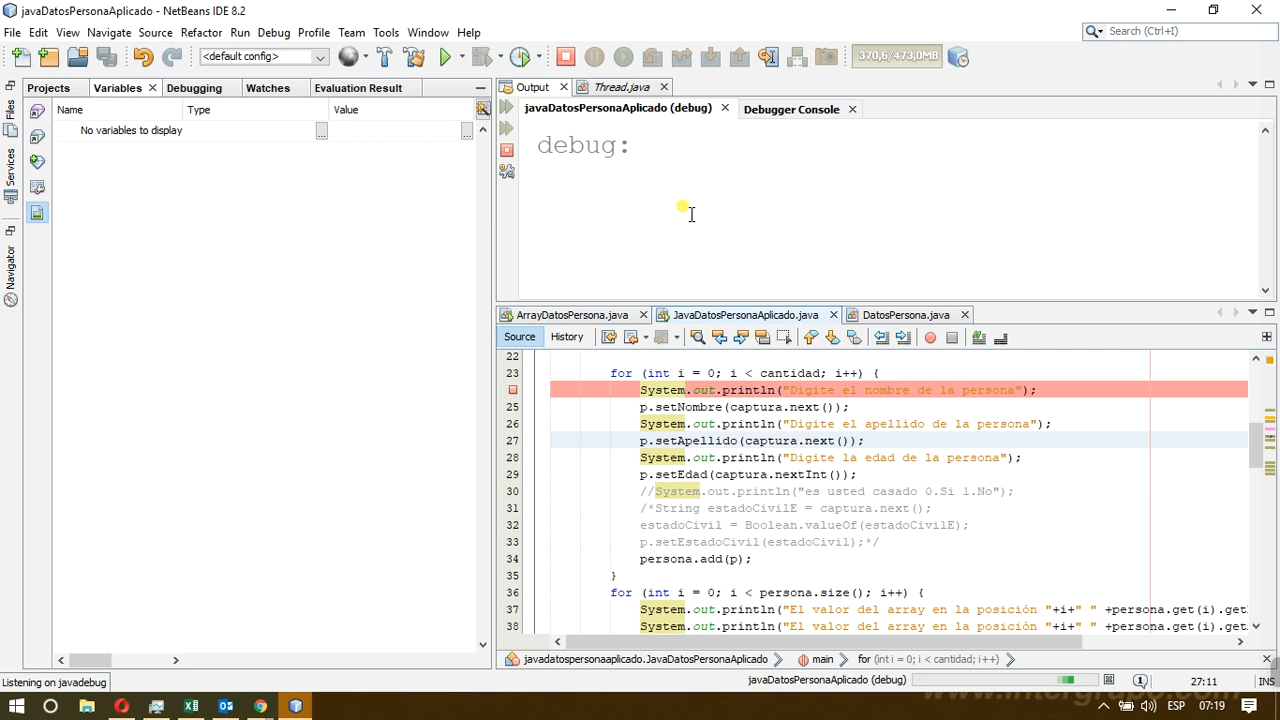 javaDatosPersonaAplicado - NetBeans IDE 8.2
File Edit View Navigate Source Refactor Run Debug Profile Team Tools Window Help
Search (Ctrl+I)
<default config>
370,6/473,0MB
Projects Variables Debugging Watches Evaluation Result
Output Thread.java
Files
Services
Navigator
Name Type Value
No variables to display ... ...
javaDatosPersonaAplicado (debug) Debugger Console
debug:
ArrayDatosPersona.java JavaDatosPersonaAplicado.java DatosPersona.java
Source History
22
23 for (int i = 0; i < cantidad; i++) {
System.out.println("Digite el nombre de la persona");
25 p.setNombre(captura.next());
26 System.out.println("Digite el apellido de la persona");
27 p.setApellido(captura.next());
28 System.out.println("Digite la edad de la persona");
29 p.setEdad(captura.nextInt());
30 //System.out.println("es usted casado 0.Si 1.No");
31 /*String estadoCivilE = captura.next();
32 estadoCivil = Boolean.valueOf(estadoCivilE);
33 p.setEstadoCivil(estadoCivil);*/
34 persona.add(p);
35 }
36 for (int i = 0; i < persona.size(); i++) {
37 System.out.println("El valor del array en la posición "+i+" " +persona.get(i).get
38 System.out.println("El valor del array en la posición "+i+" " +persona.get(i).get
javadatospersonaaplicado.JavaDatosPersonaAplicado main for (int i = 0; i < cantidad; i++)
Listening on javadebug
javaDatosPersonaAplicado (debug)
27:11 INS
www.intergrupo.com
ESP 07:19